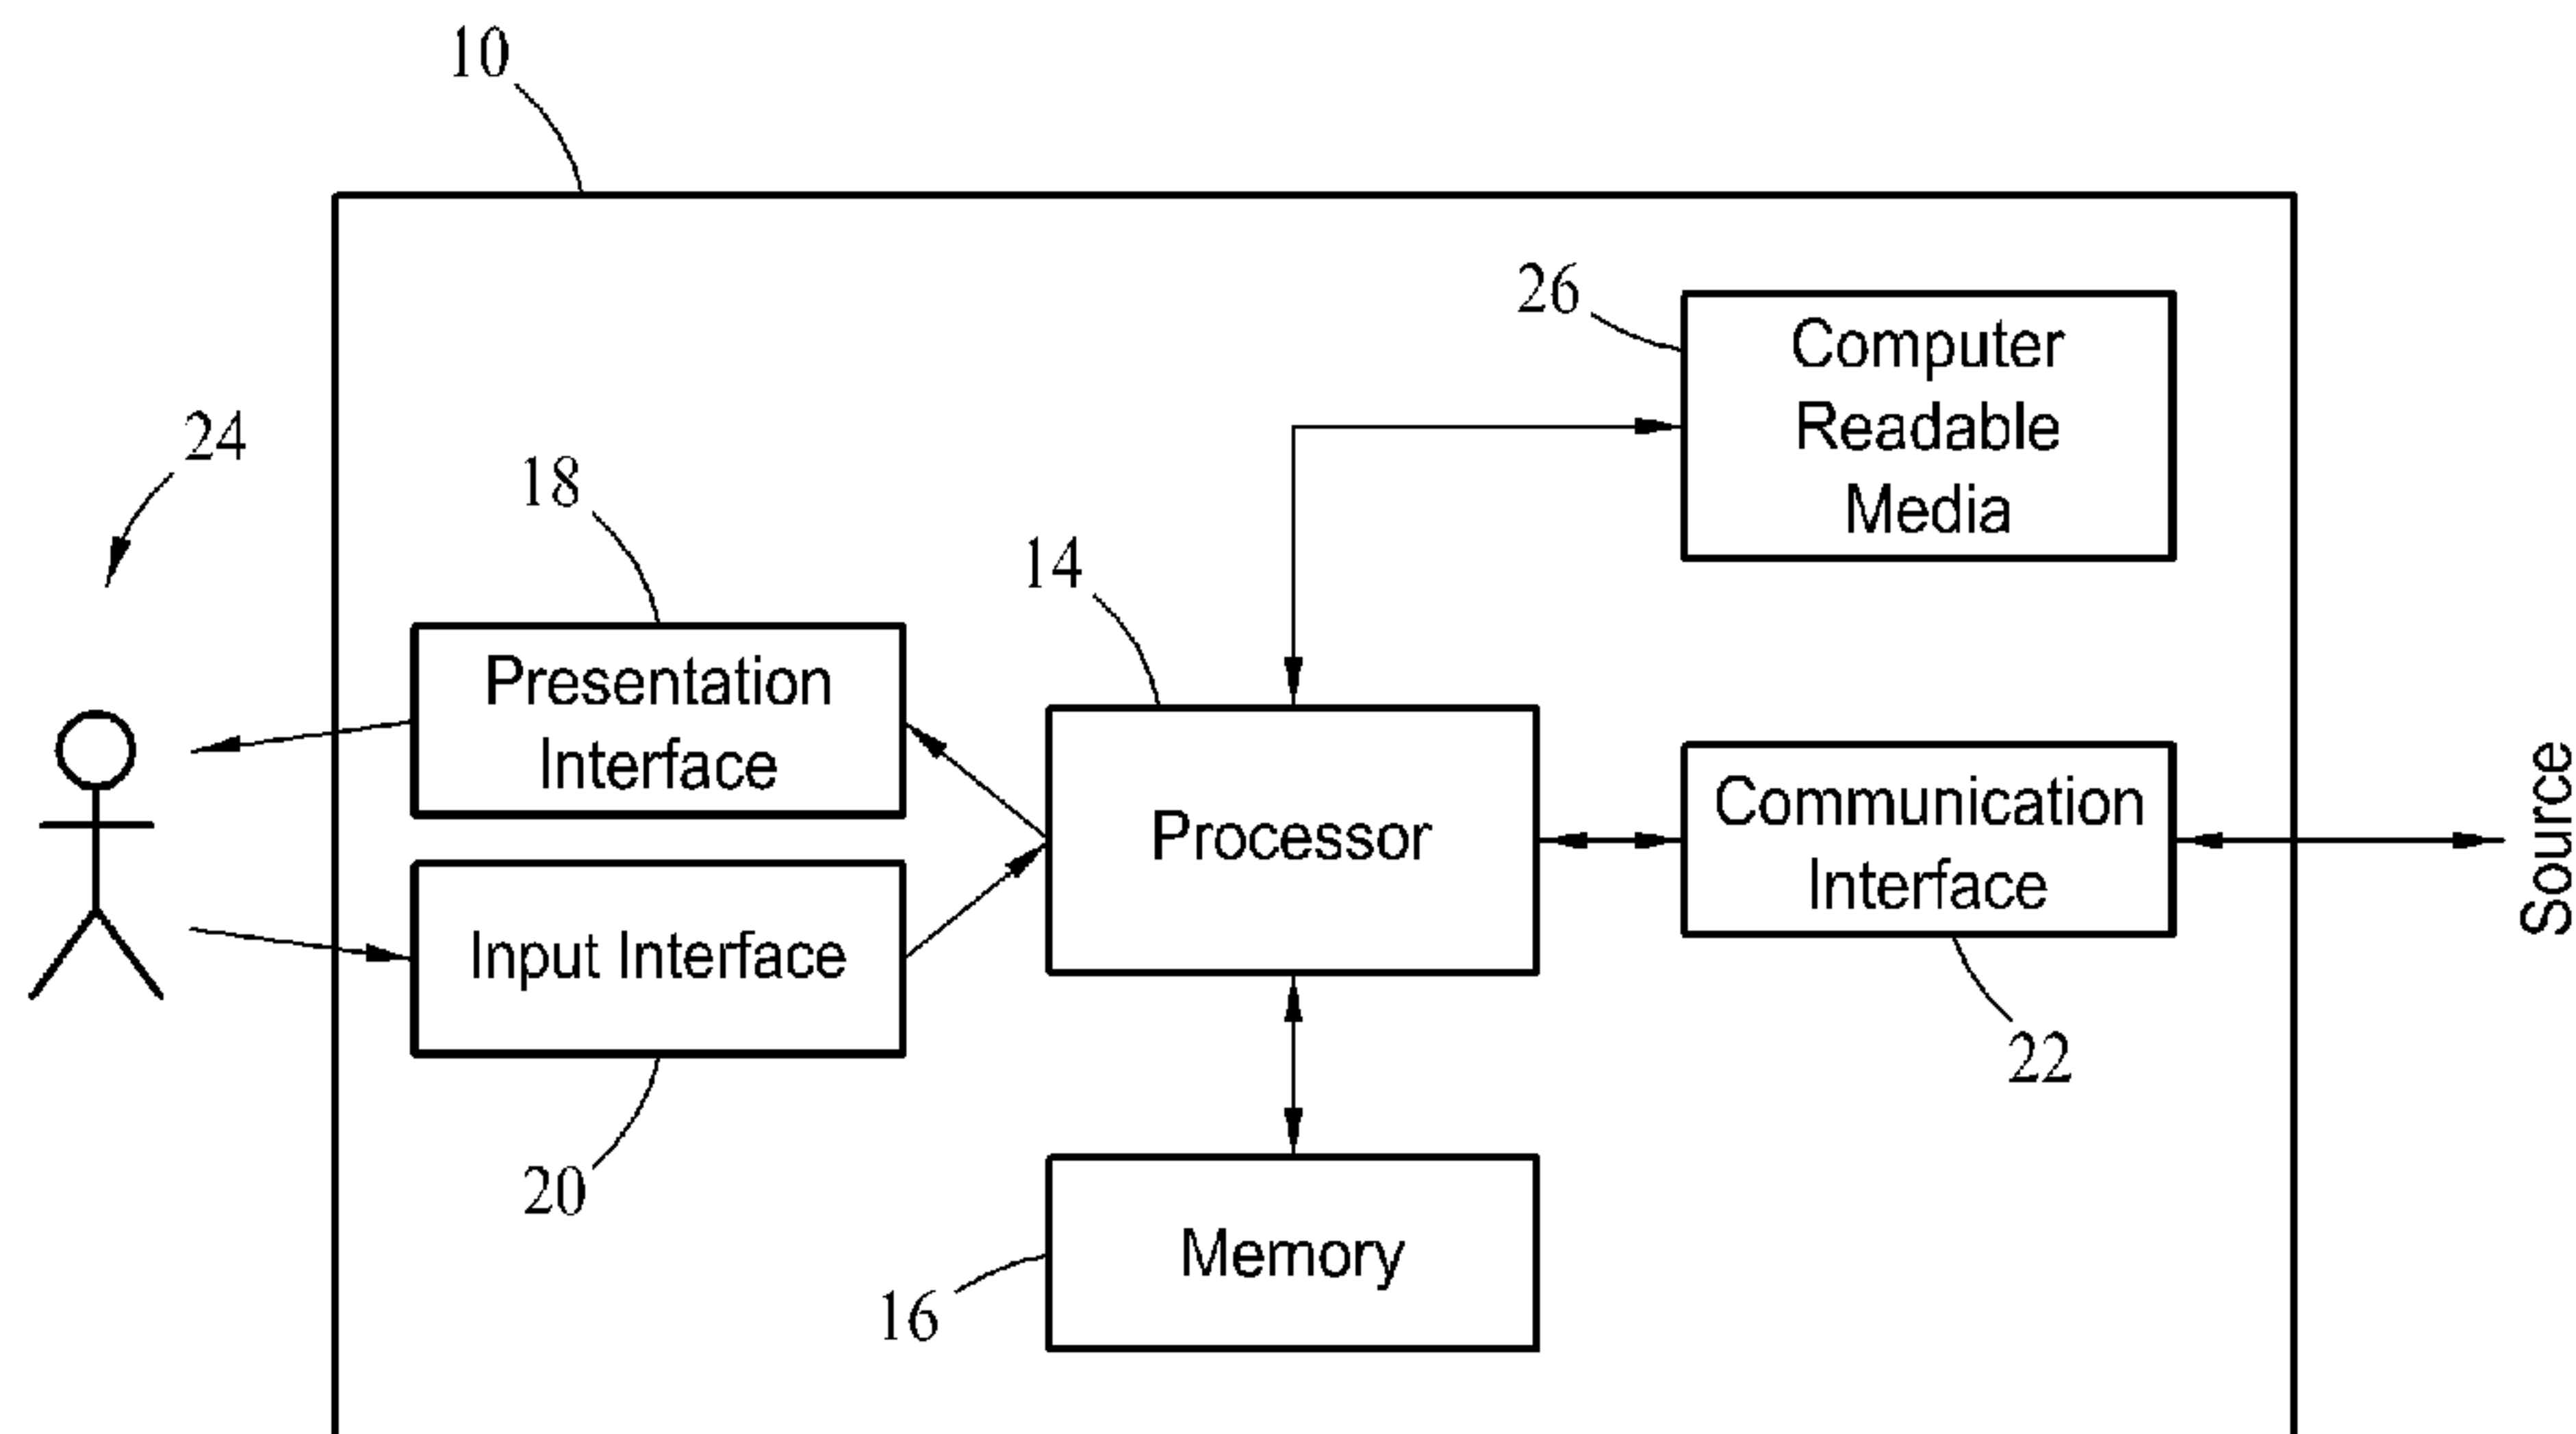 10
26
Computer
Readable
Media
24
18
14
Presentation
Interface
Processor
Communication
Interface
Source
Input Interface
22
20
Memory
16